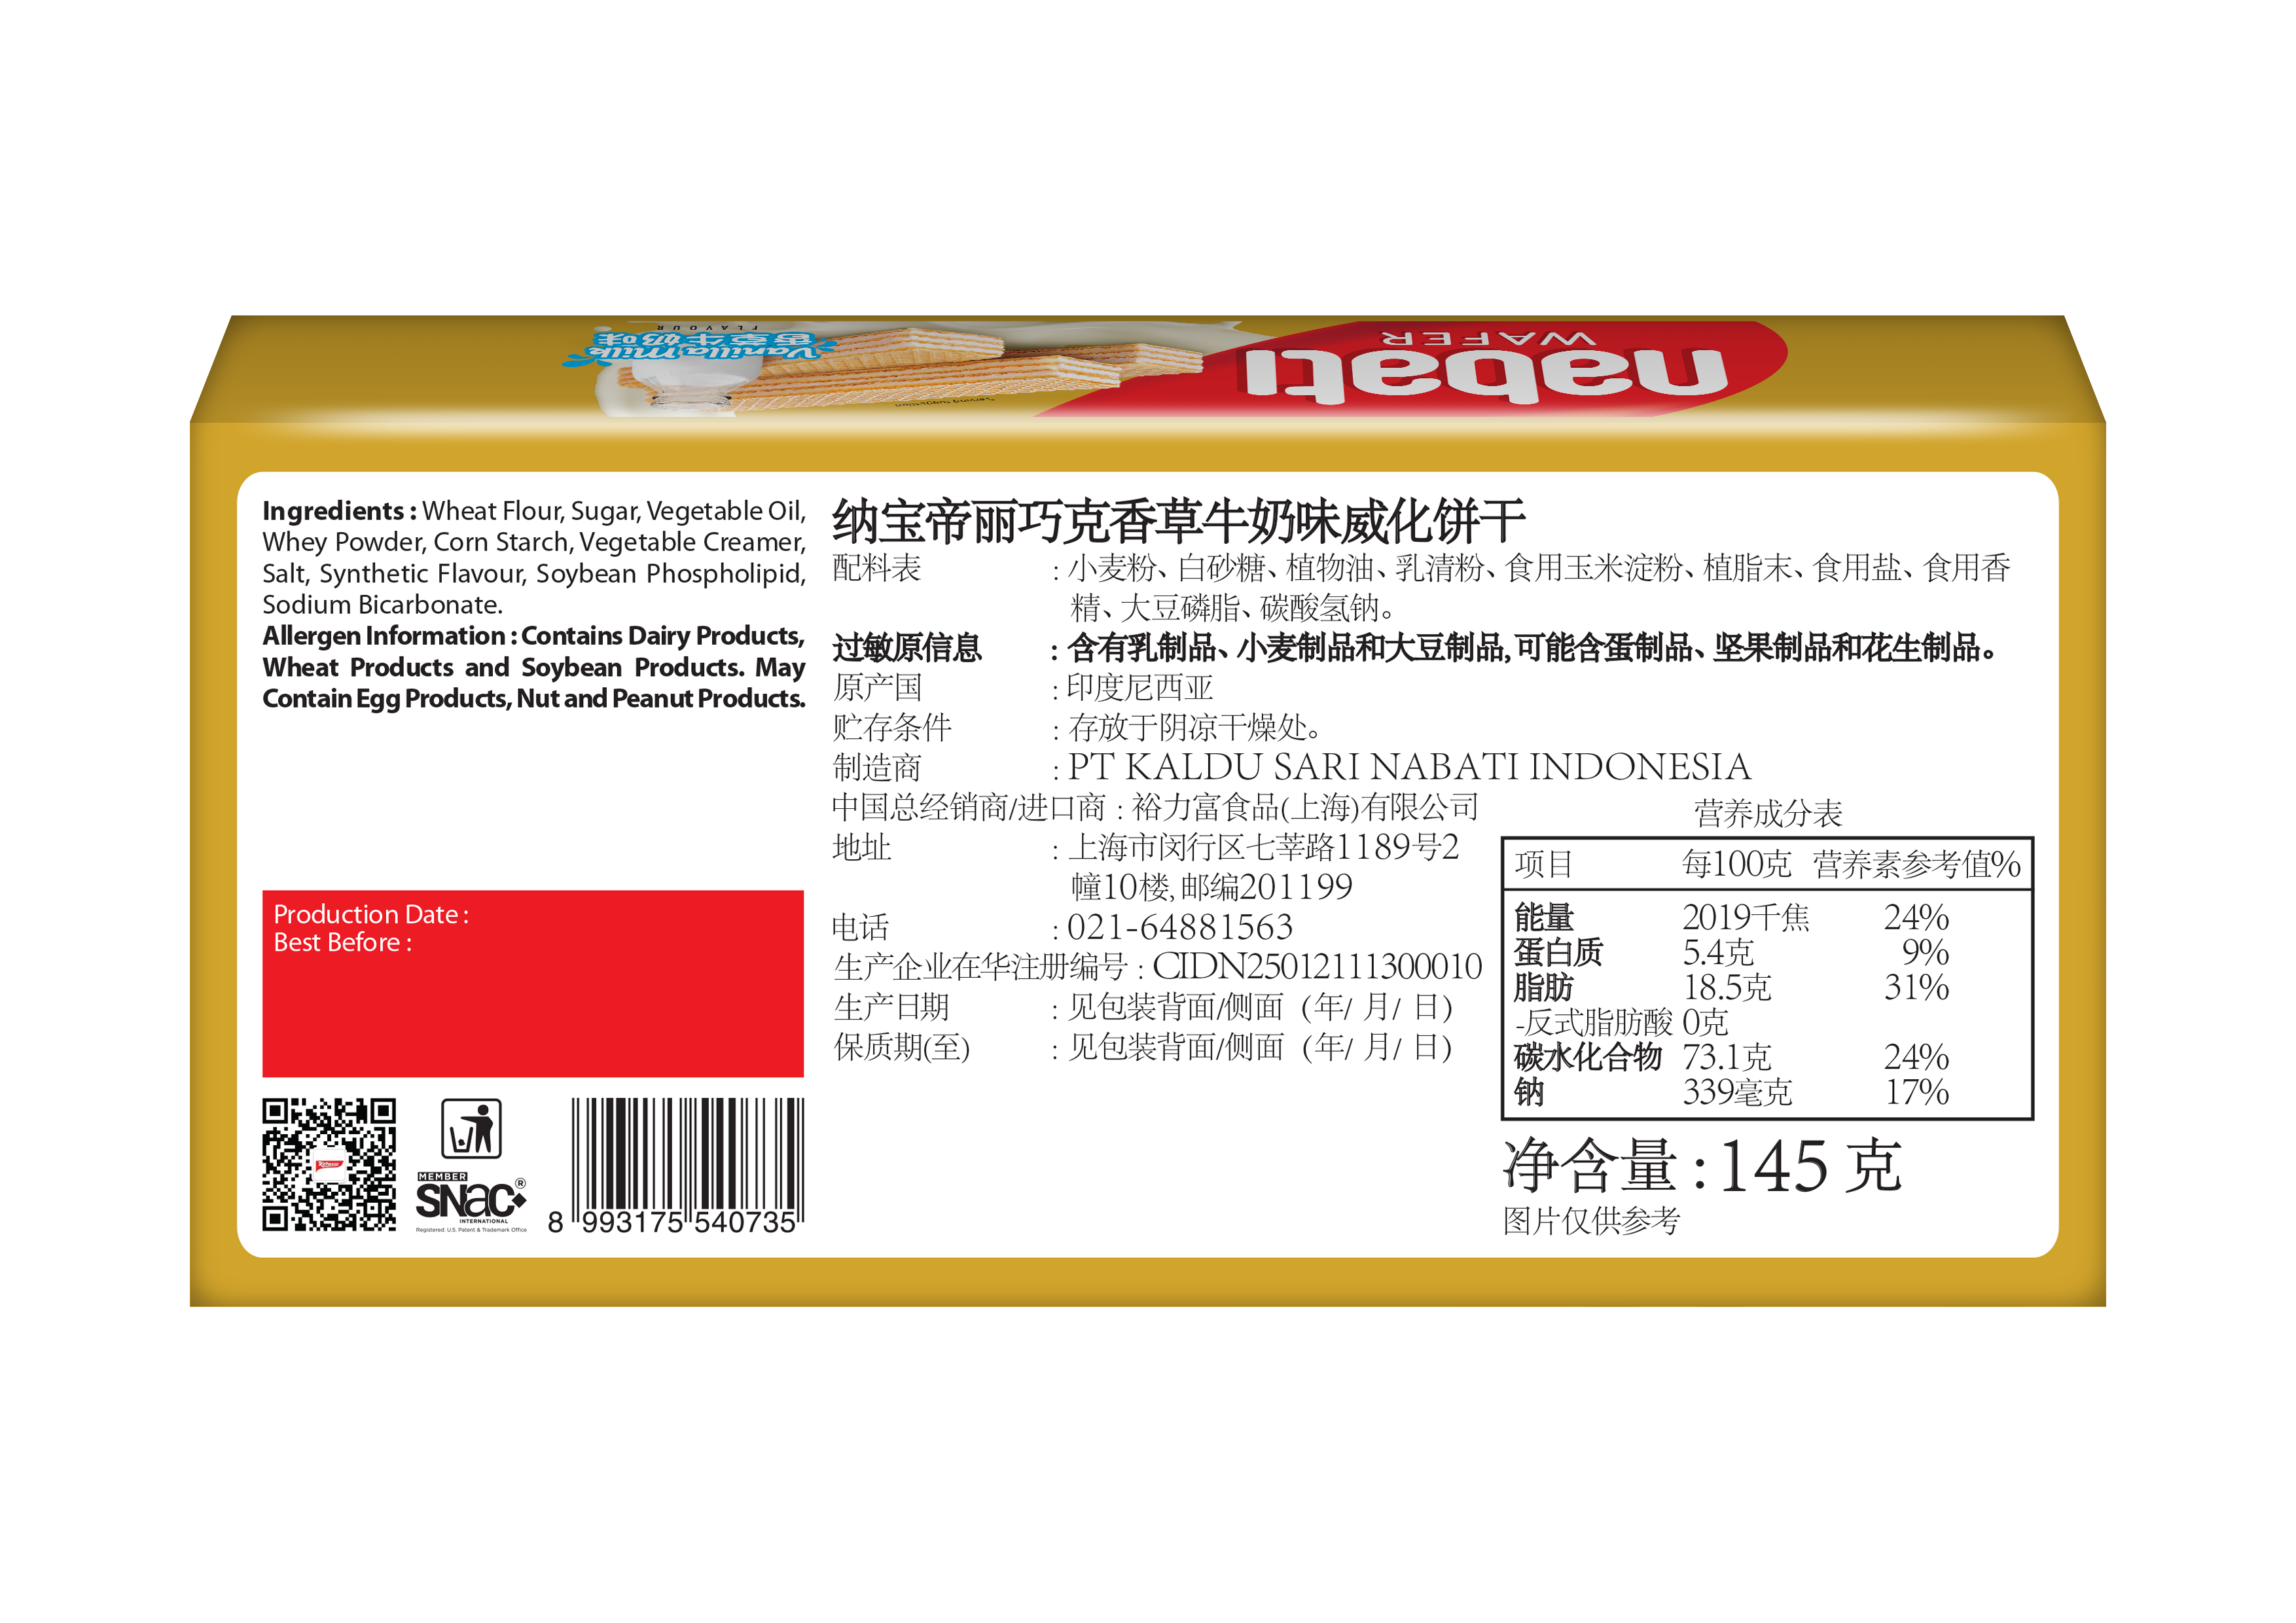 nabati
WAFER
Vanilla Milk
香草牛奶味
FLAVOUR
Serving Suggestion
Ingredients : Wheat Flour, Sugar, Vegetable Oil,
Whey Powder, Corn Starch, Vegetable Creamer,
Salt, Synthetic Flavour, Soybean Phospholipid,
Sodium Bicarbonate.
Allergen Information : Contains Dairy Products,
Wheat Products and Soybean Products. May
Contain Egg Products, Nut and Peanut Products.
Production Date :
Best Before :
MEMBER
SNAC®
INTERNATIONAL
Registered: U.S. Patent & Trademark Office
8 993175 540735
纳宝帝丽巧克香草牛奶味威化饼干
配料表 : 小麦粉、白砂糖、植物油、乳清粉、食用玉米淀粉、植脂末、食用盐、食用香
精、大豆磷脂、碳酸氢钠。
过敏原信息 : 含有乳制品、小麦制品和大豆制品,可能含蛋制品、坚果制品和花生制品。
原产国 : 印度尼西亚
贮存条件 : 存放于阴凉干燥处。
制造商 : PT KALDU SARI NABATI INDONESIA
中国总经销商/进口商 : 裕力富食品(上海)有限公司
地址 : 上海市闵行区七莘路1189号2
幢10楼,邮编201199
电话 : 021-64881563
生产企业在华注册编号 : CIDN25012111300010
生产日期 : 见包装背面/侧面 (年/ 月/ 日)
保质期(至) : 见包装背面/侧面 (年/ 月/ 日)
营养成分表
项目 每100克 营养素参考值%
能量 2019千焦 24%
蛋白质 5.4克 9%
脂肪 18.5克 31%
-反式脂肪酸 0克
碳水化合物 73.1克 24%
钠 339毫克 17%
净含量 : 145 克
图片仅供参考